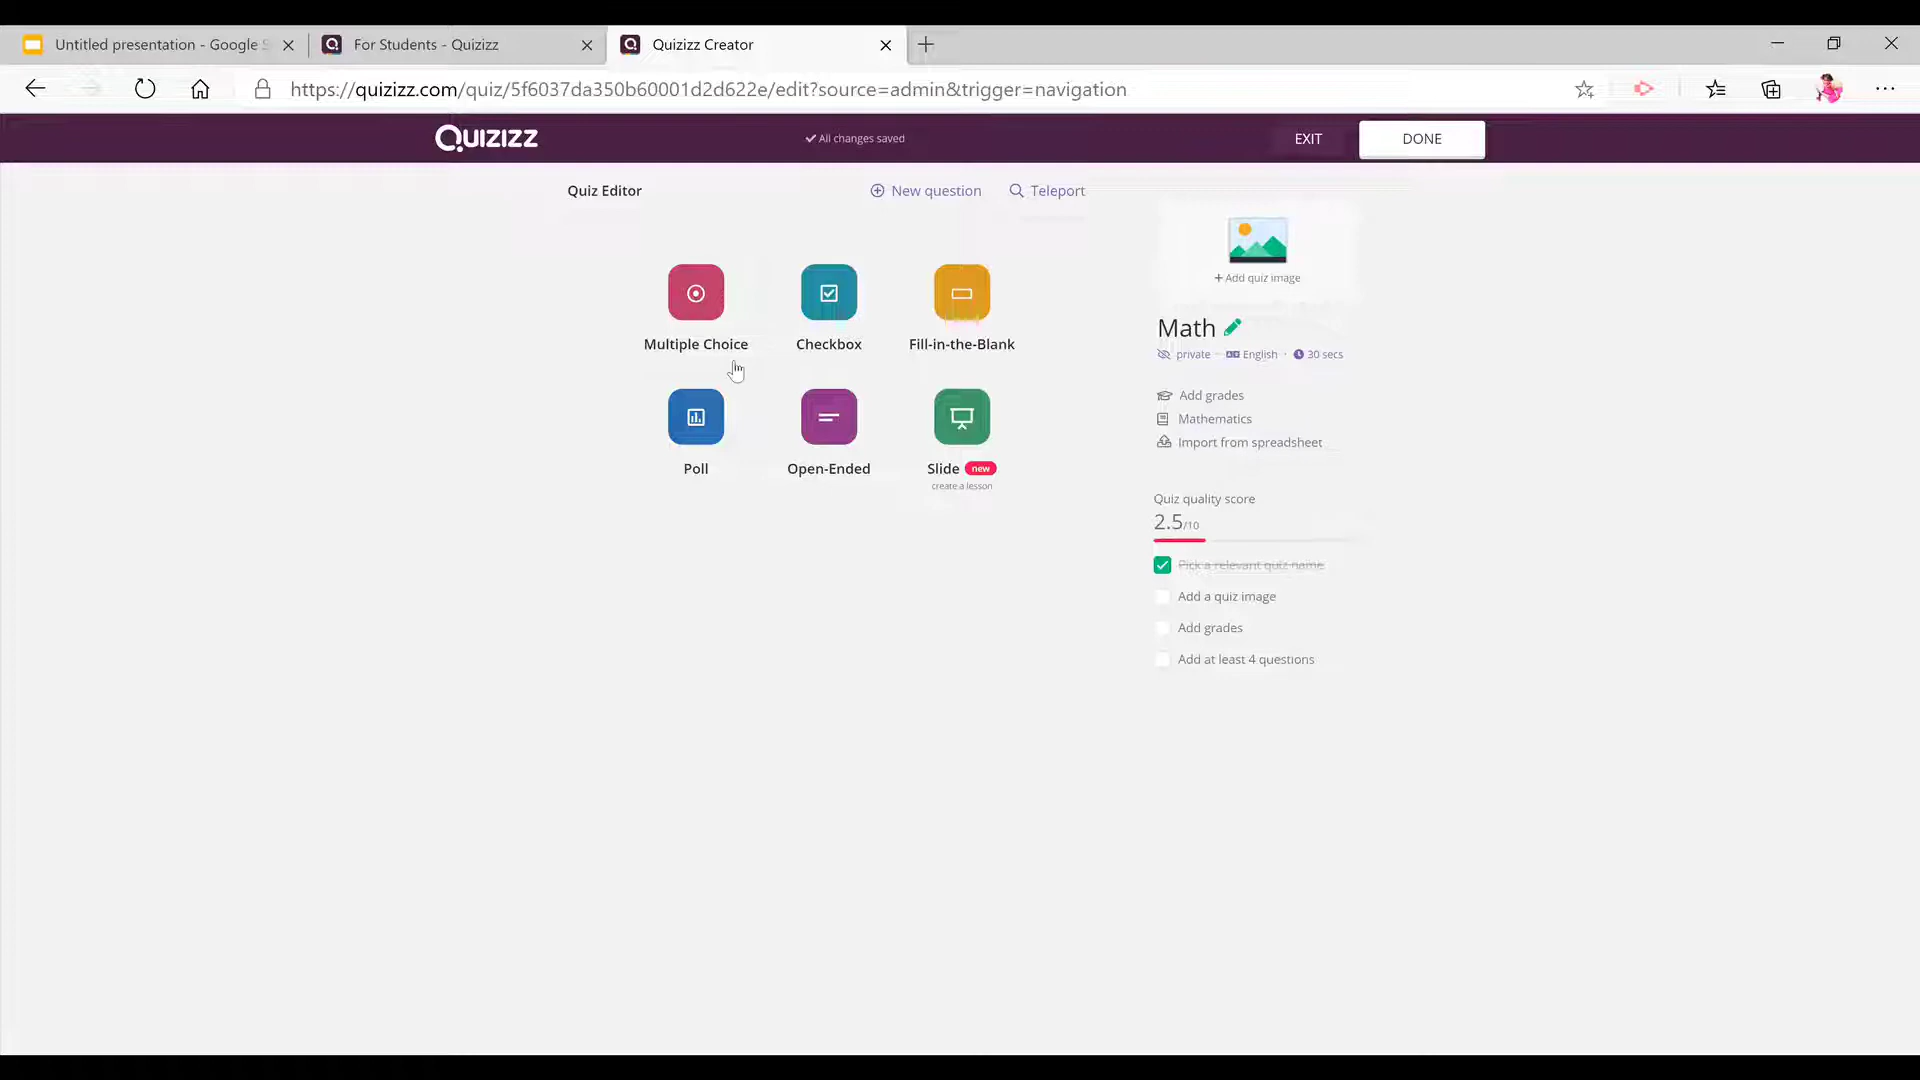 Untitled presentation - Google S
For Students - Quizizz
Quizizz Creator
https://quizizz.com/quiz/5f6037da350b60001d2d622e/edit?source=admin&trigger=navigation
QUIZIZZ
All changes saved
EXIT
DONE
Quiz Editor
New question
Teleport
+ Add quiz image
Multiple Choice
Checkbox
Fill-in-the-Blank
Math
private
English · 30 secs
Add grades
Mathematics
Import from spreadsheet
Poll
Open-Ended
Slide new
create a lesson
Quiz quality score
2.5/10
Pick a relevant quiz name
Add a quiz image
Add grades
Add at least 4 questions